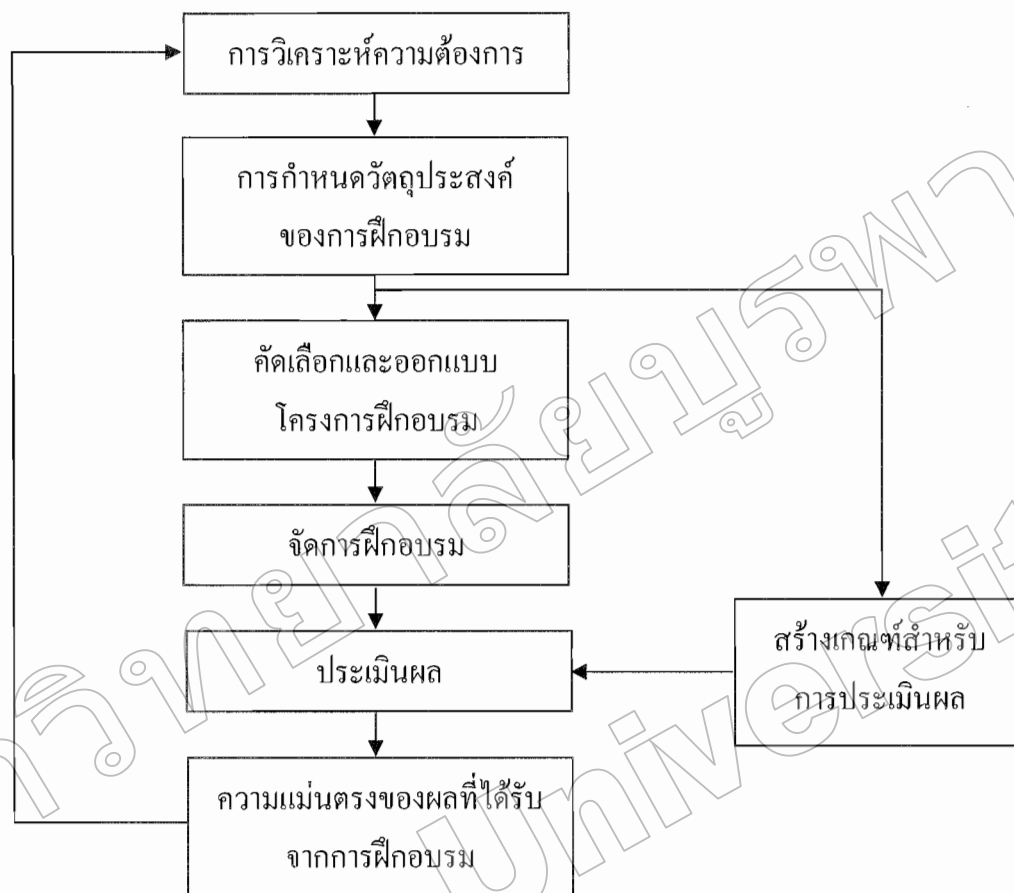 การวิเคราะห์ความต้องการ
การกำหนดวัตถุประสงค์
ของการฝึกอบรม
คัดเลือกและออกแบบ
โครงการฝึกอบรม
จัดการฝึกอบรม
ประเมินผล
สร้างเกณฑ์สำหรับ
การประเมินผล
ความแม่นตรงของผลที่ได้รับ
จากการฝึกอบรม